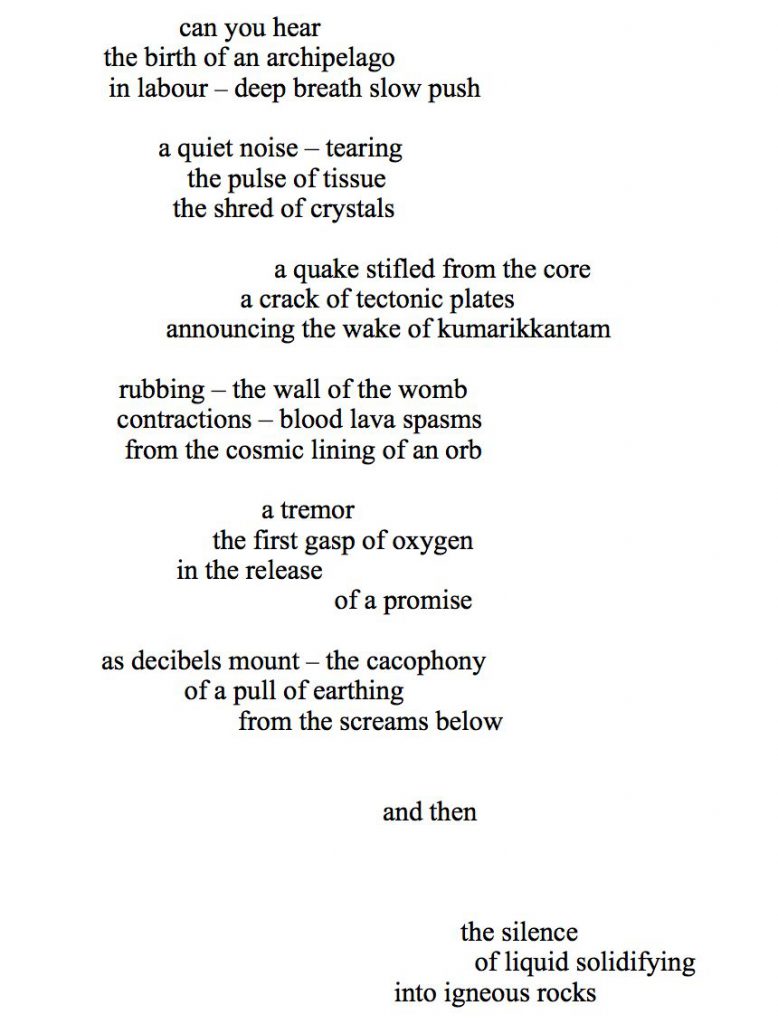 can you hear
the birth of an archipelago
in labour – deep breath slow push
a quiet noise – tearing
the pulse of tissue
the shred of crystals
a quake stifled from the core
a crack of tectonic plates
announcing the wake of kumarikkantam
rubbing – the wall of the womb
contractions – blood lava spasms
from the cosmic lining of an orb
a tremor
the first gasp of oxygen
in the release
of a promise
as decibels mount – the cacophony
of a pull of earthing
from the screams below
and then
the silence
of liquid solidifying
into igneous rocks